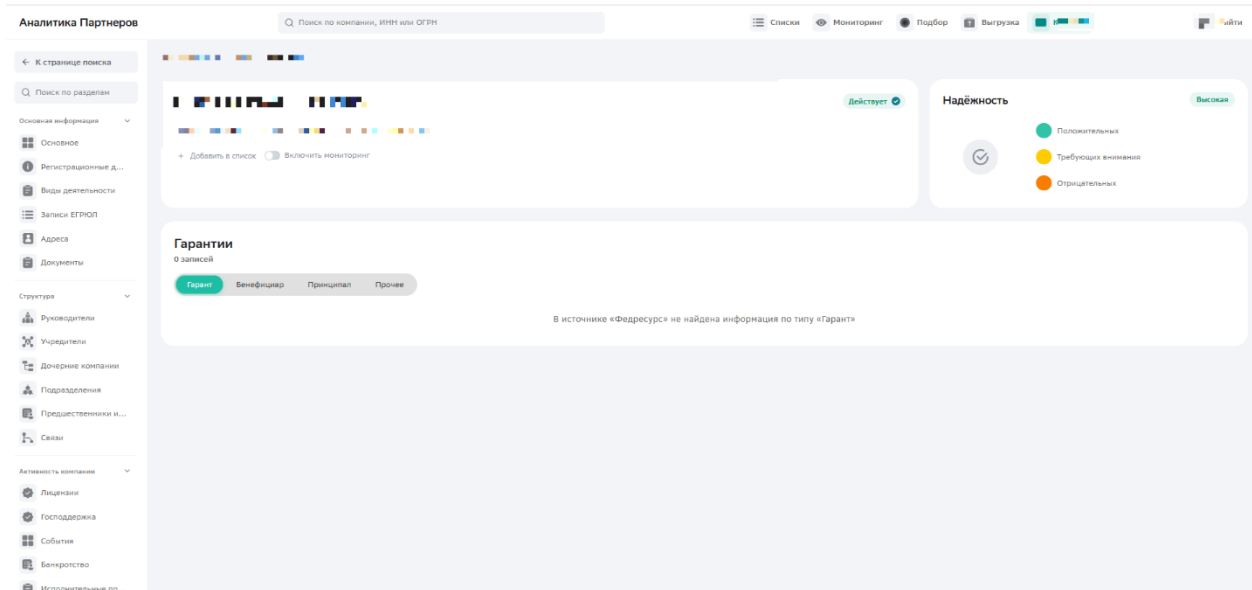 Аналитика Партнеров
Поиск по компании, ИНН или ОГРН
Списки
Мониторинг
Подбор
Выгрузка
К странице поиска
Поиск по разделам
Основная информация
Основное
Регистрационные д...
Виды деятельности
Записи ЕГРЮЛ
Адреса
Документы
Структура
Руководители
Учредители
Дочерние компании
Подразделения
Предшественники и...
Связи
Активность компании
Лицензии
Господдержка
События
Банкротство
Исполнительные по...
Действует
+ Добавить в список
Включить мониторинг
Надёжность
Высокая
Положительных
Требующих внимания
Отрицательных
Гарантии
0 записей
Гарант
Бенефициар
Принципал
Прочее
В источнике «Федресурс» не найдена информация по типу «Гарант»